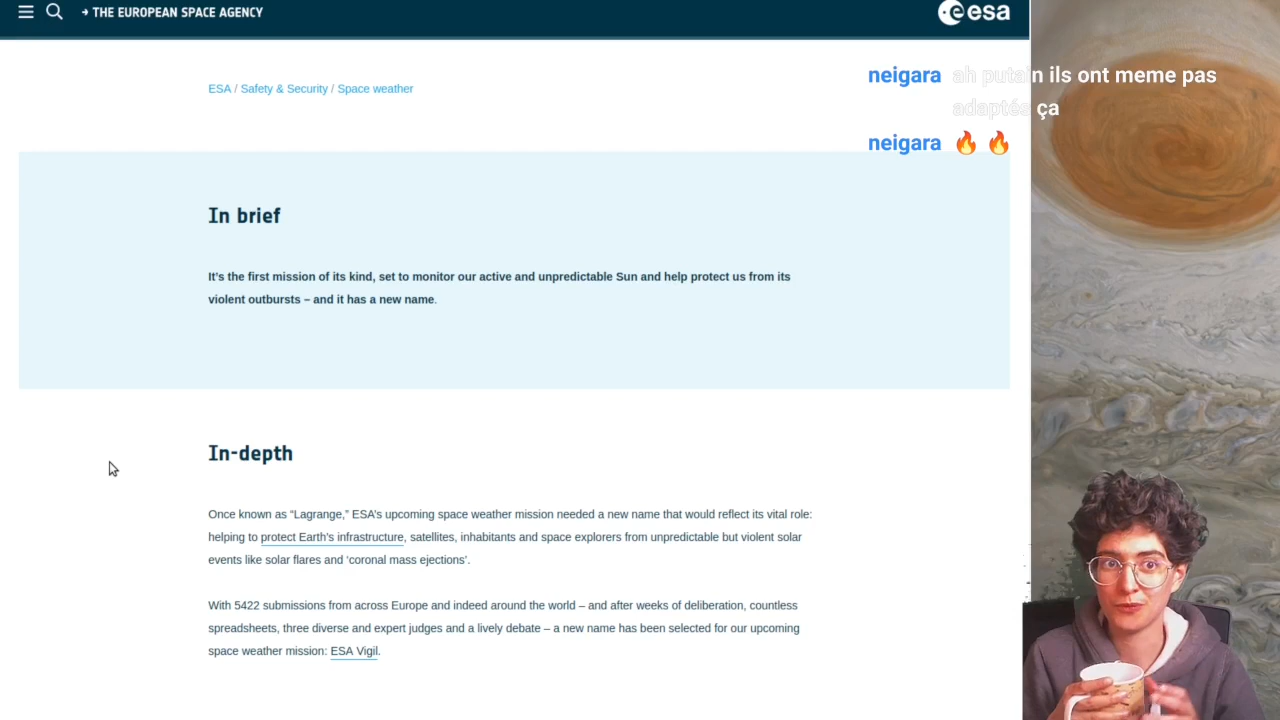 → THE EUROPEAN SPACE AGENCY
esa
neigara ah putain ils ont meme pas
adaptés ça
neigara 🔥 🔥
ESA / Safety & Security / Space weather
In brief
It’s the first mission of its kind, set to monitor our active and unpredictable Sun and help protect us from its
violent outbursts – and it has a new name.
In-depth
Once known as “Lagrange,” ESA’s upcoming space weather mission needed a new name that would reflect its vital role:
helping to protect Earth’s infrastructure, satellites, inhabitants and space explorers from unpredictable but violent solar
events like solar flares and ‘coronal mass ejections’.
With 5422 submissions from across Europe and indeed around the world – and after weeks of deliberation, countless
spreadsheets, three diverse and expert judges and a lively debate – a new name has been selected for our upcoming
space weather mission: ESA Vigil.